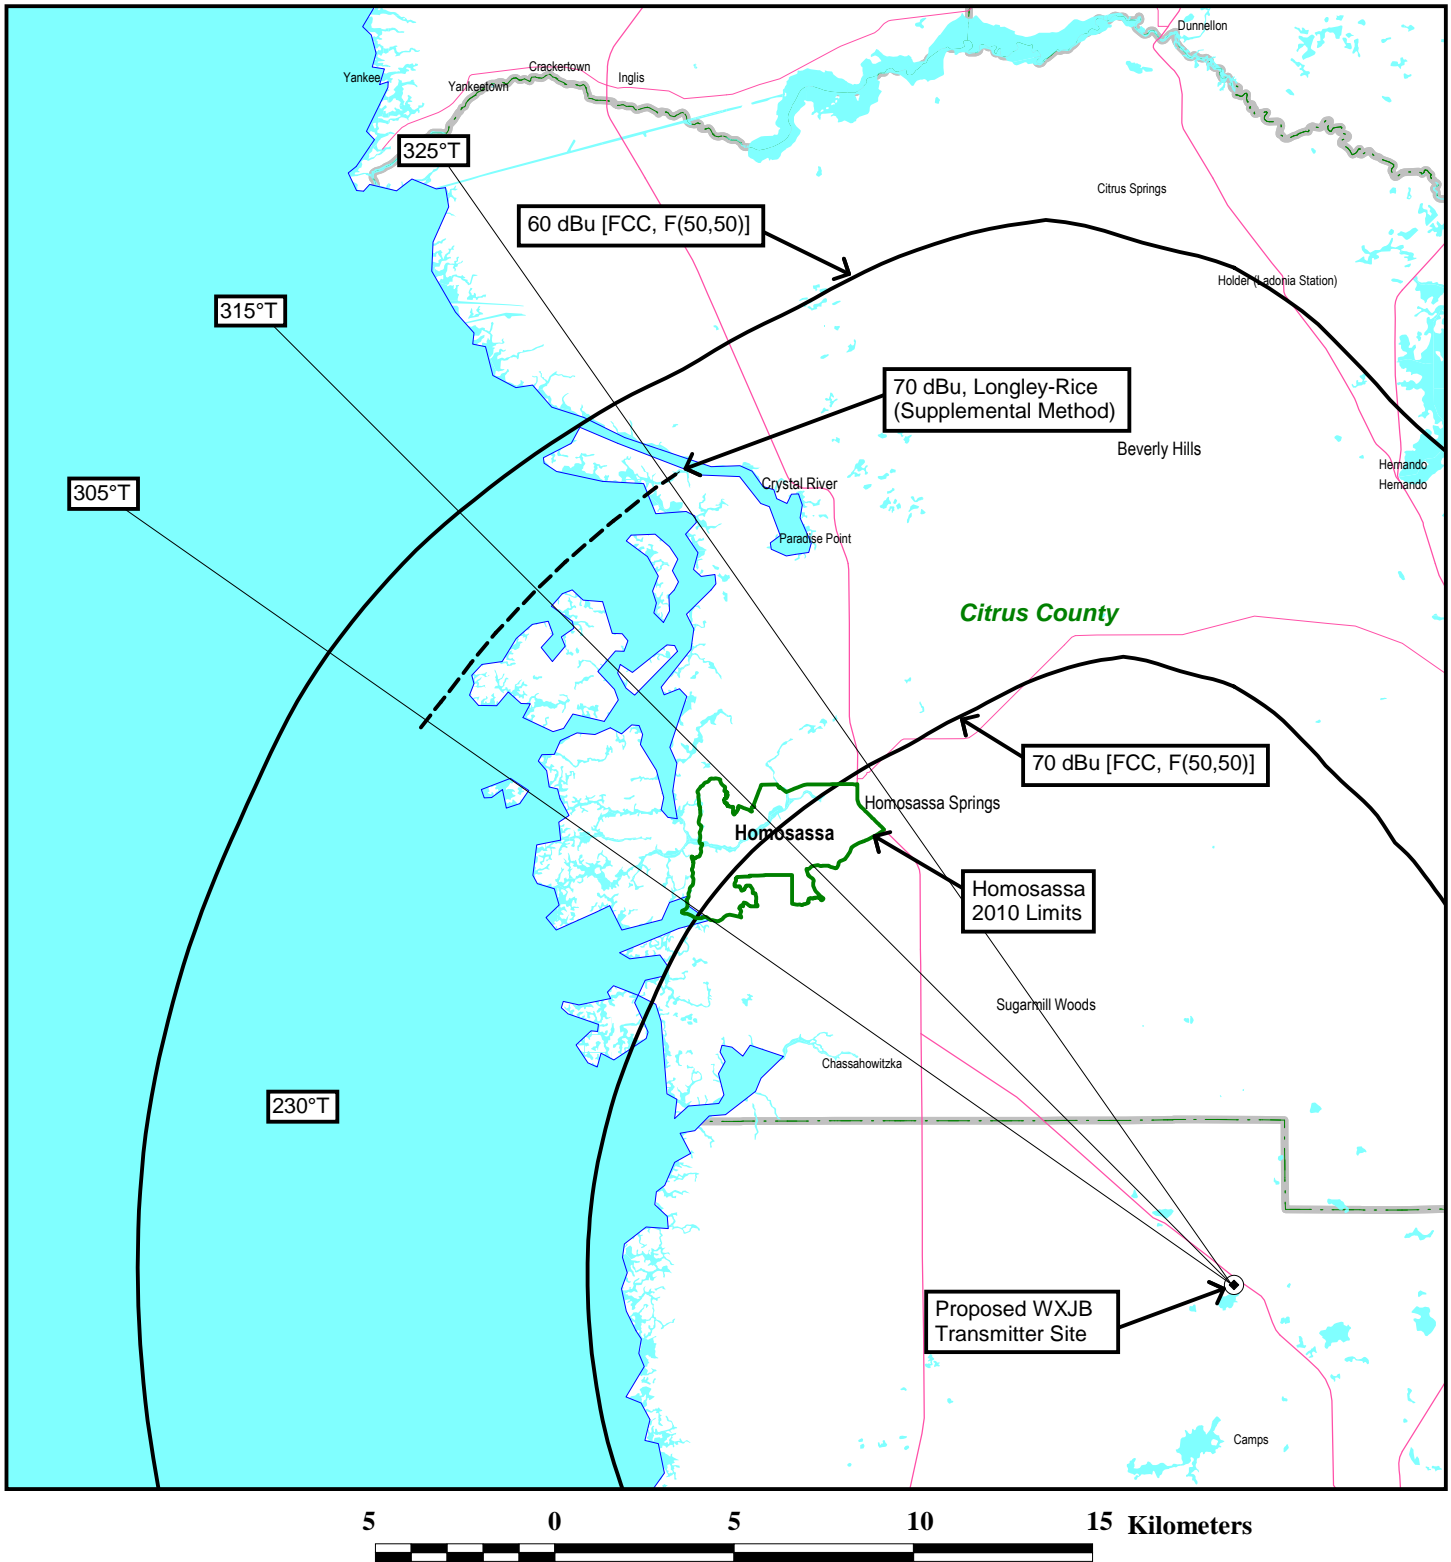 Dunnellon
Crackertown
Yankee
Inglis
Yankeetown
325°T
Citrus Springs
60 dBu [FCC, F(50,50)]
Holder (Ladonia Station)
315°T
70 dBu, Longley-Rice
(Supplemental Method)
Beverly Hills
Hernando
Hernando
305°T
Crystal River
Paradise Point
Citrus County
70 dBu [FCC, F(50,50)]
Homosassa Springs
Homosassa
Homosassa
2010 Limits
Sugarmill Woods
Chassahowitzka
230°T
Proposed WXJB
Transmitter Site
Camps
5 0 5 10 15 Kilometers